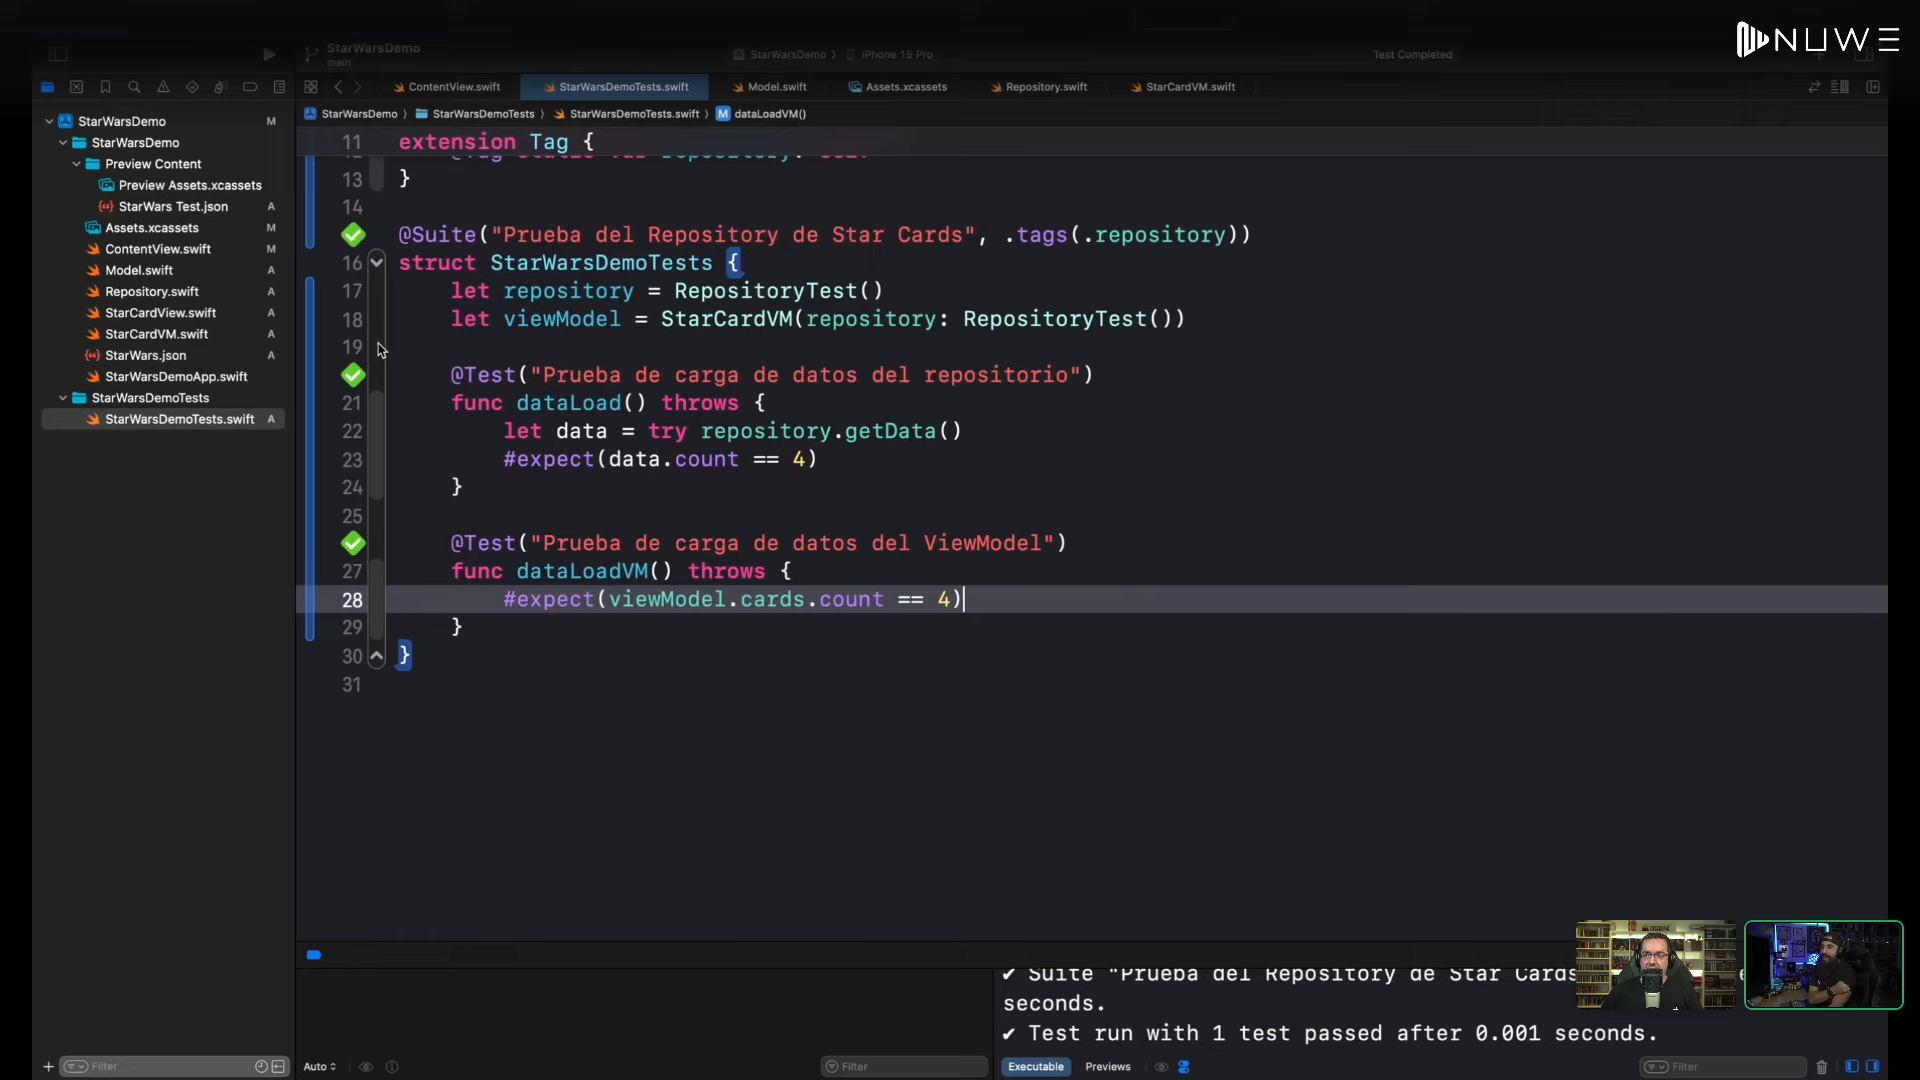 NUWE
StarWarsDemo
main
StarWarsDemo 〉 iPhone 15 Pro
Test Completed
ContentView.swift
StarWarsDemoTests.swift
Model.swift
Assets.xcassets
Repository.swift
StarCardVM.swift
StarWarsDemo 〉 StarWarsDemoTests 〉 StarWarsDemoTests.swift 〉 M dataLoadVM()
StarWarsDemo M
StarWarsDemo
Preview Content
Preview Assets.xcassets
StarWars Test.json A
Assets.xcassets M
ContentView.swift M
Model.swift A
Repository.swift A
StarCardView.swift A
StarCardVM.swift A
StarWars.json A
StarWarsDemoApp.swift
StarWarsDemoTests
StarWarsDemoTests.swift A
11 extension Tag {
13 }
14
@Suite("Prueba del Repository de Star Cards", .tags(.repository))
16 struct StarWarsDemoTests {
17 let repository = RepositoryTest()
18 let viewModel = StarCardVM(repository: RepositoryTest())
19
@Test("Prueba de carga de datos del repositorio")
21 func dataLoad() throws {
22 let data = try repository.getData()
23 #expect(data.count == 4)
24 }
25
@Test("Prueba de carga de datos del ViewModel")
27 func dataLoadVM() throws {
28 #expect(viewModel.cards.count == 4)
29 }
30 }
31
✔ Suite "Prueba del Repository de Star Cards
seconds.
✔ Test run with 1 test passed after 0.001 seconds.
Filter
Auto
Filter
Executable
Previews
Filter